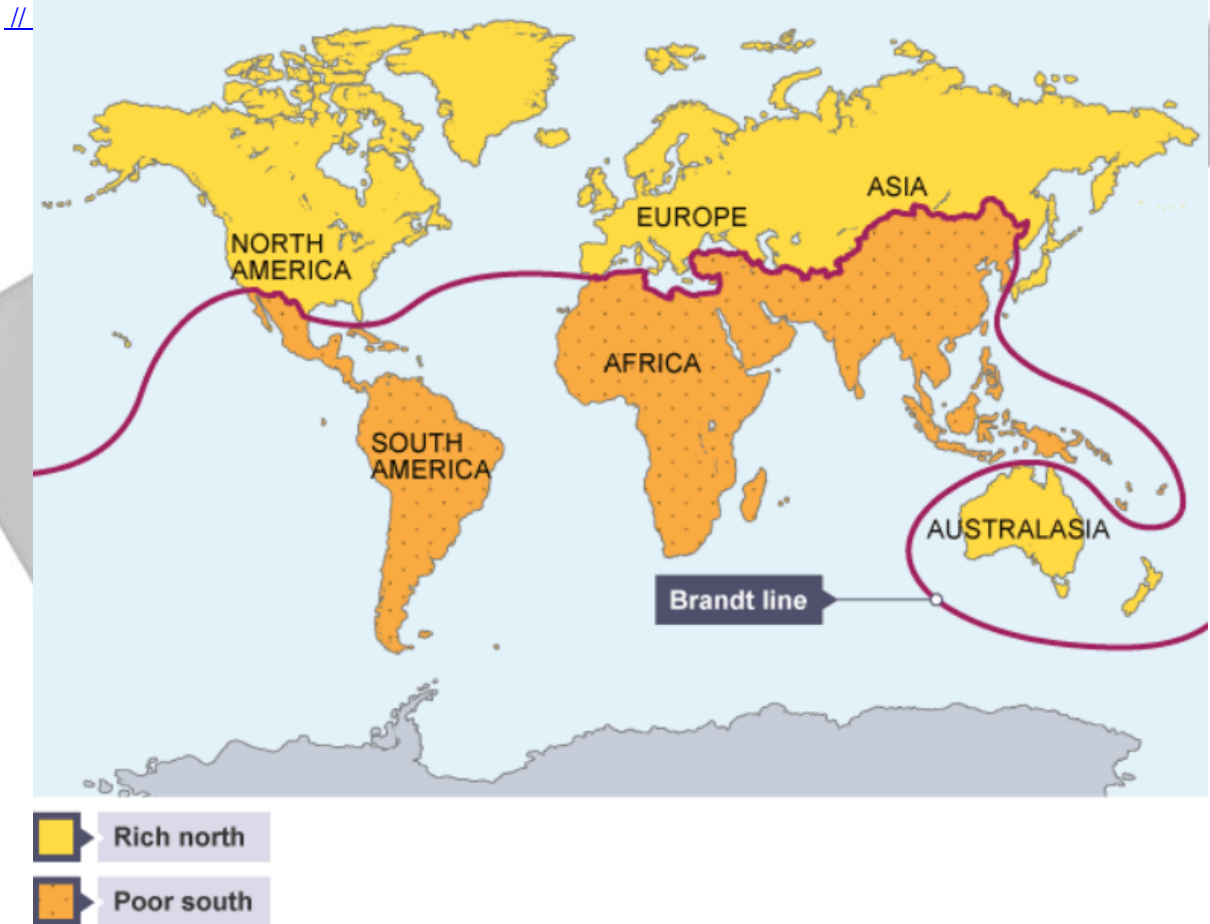 //
ASIA
EUROPE
NORTH
AMERICA
AFRICA
SOUTH
AMERICA
AUSTRALASIA
Brandt line
Rich north
Poor south